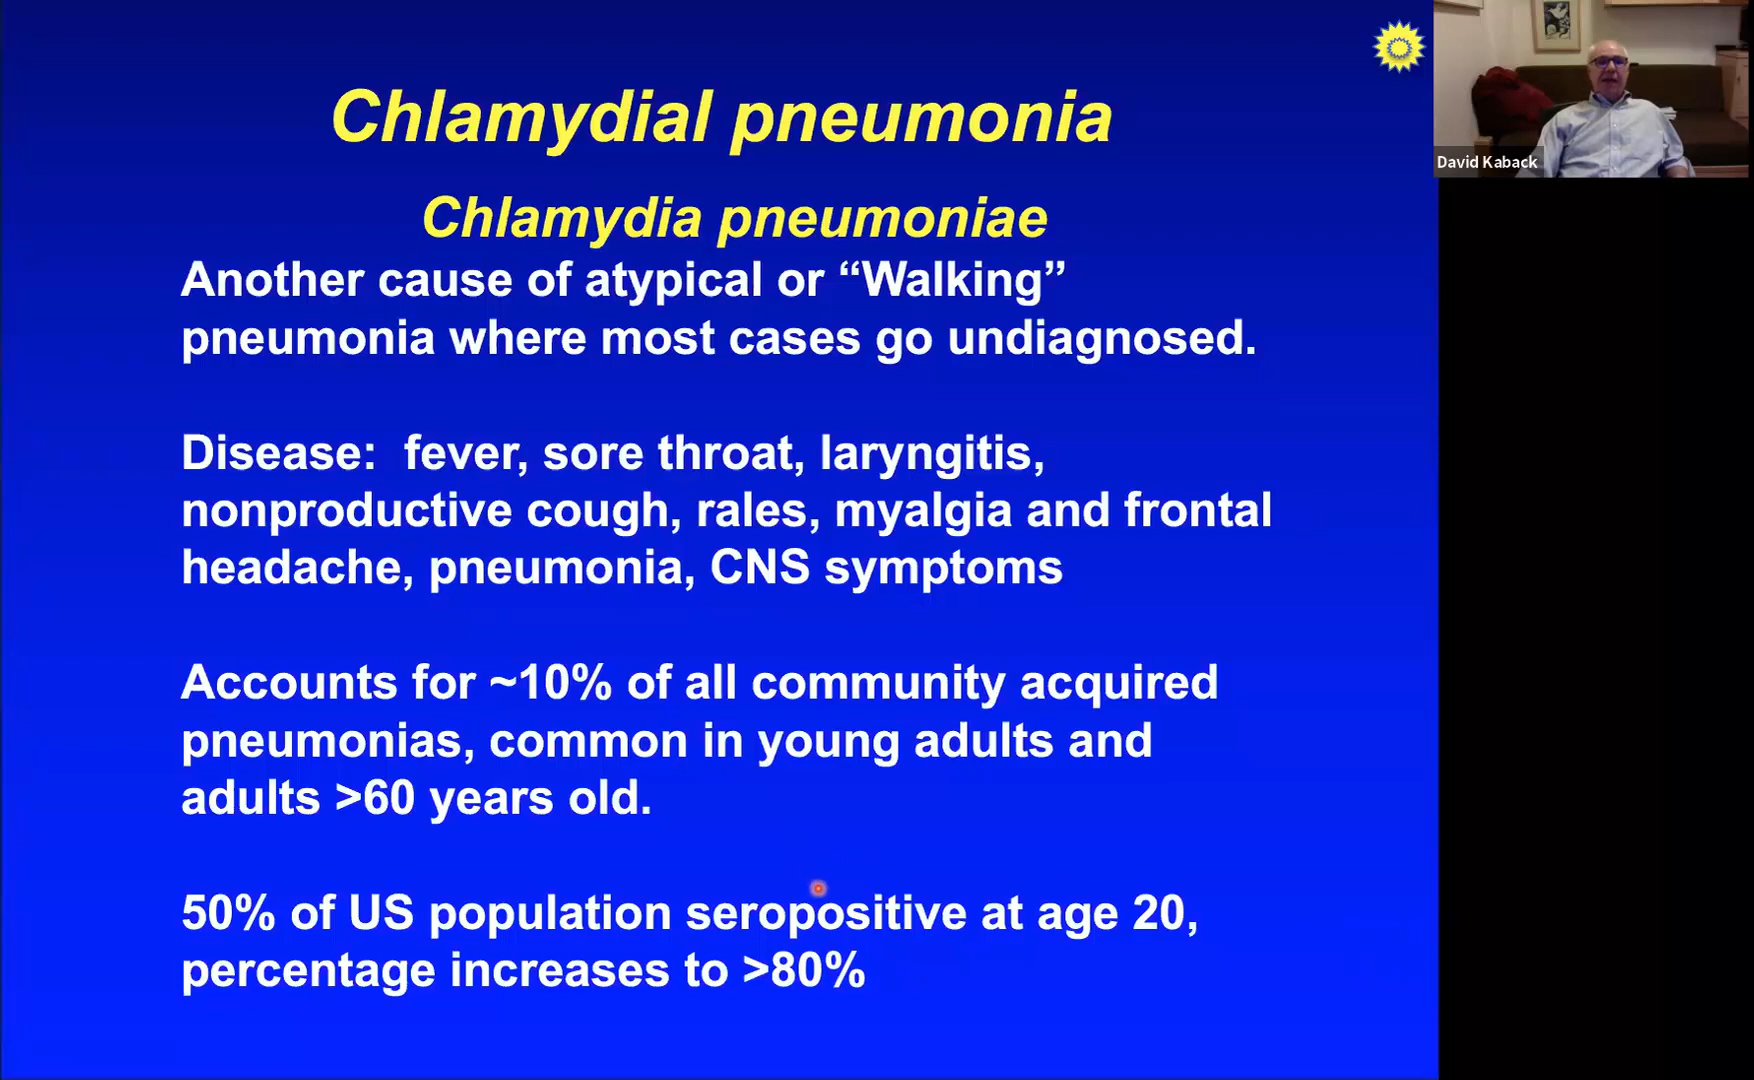 Chlamydial pneumonia
Chlamydia pneumoniae
Another cause of atypical or “Walking”
pneumonia where most cases go undiagnosed.
Disease:  fever, sore throat, laryngitis,
nonproductive cough, rales, myalgia and frontal
headache, pneumonia, CNS symptoms
Accounts for ~10% of all community acquired
pneumonias, common in young adults and
adults >60 years old.
50% of US population seropositive at age 20,
percentage increases to >80%
David Kaback